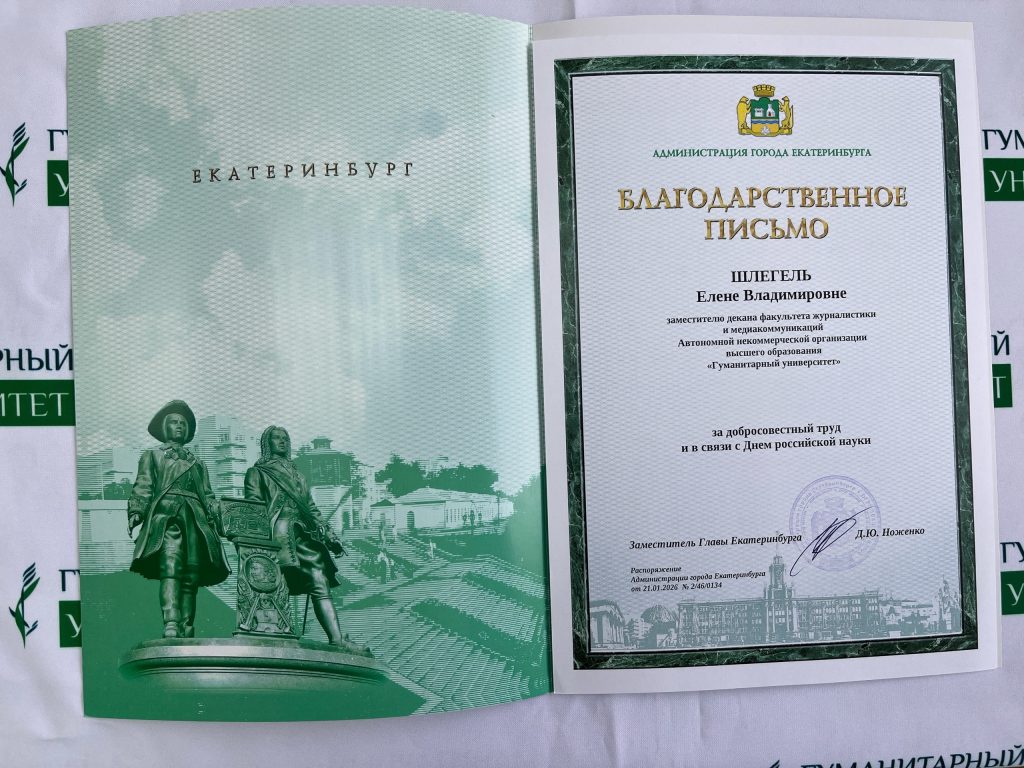 ЕКАТЕРИНБУРГ
АДМИНИСТРАЦИЯ ГОРОДА ЕКАТЕРИНБУРГА
БЛАГОДАРСТВЕННОЕ
ПИСЬМО
ШЛЕГЕЛЬ
Елене Владимировне
заместителю декана факультета журналистики
и медиакоммуникаций
Автономной некоммерческой организации
высшего образования
«Гуманитарный университет»
за добросовестный труд
и в связи с Днем российской науки
Заместитель Главы Екатеринбурга
Д.Ю. Ноженко
Распоряжение
Администрации города Екатеринбурга
от 21.01.2026 № 2/46/0134
ГУМАНИТАРНЫЙ